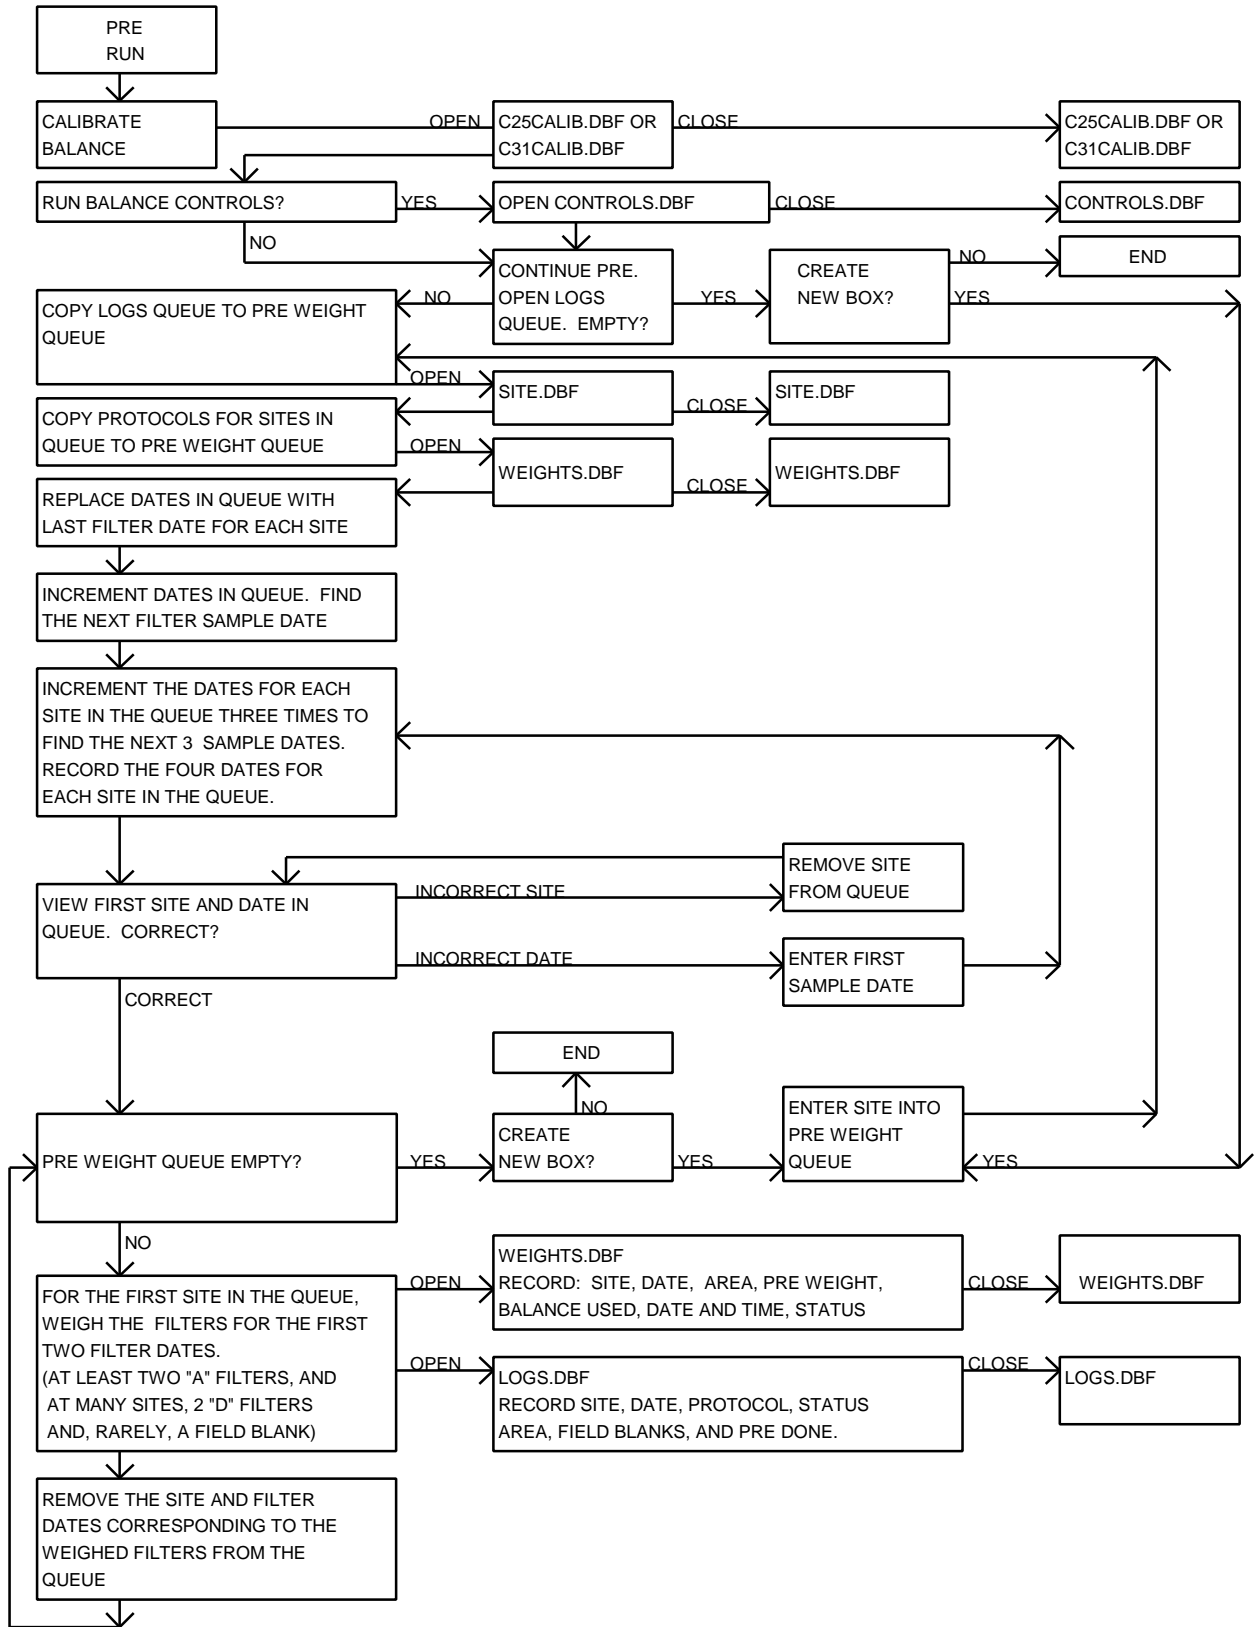 PRE
RUN
CALIBRATE
BALANCE
OPEN
C25CALIB.DBF OR
C31CALIB.DBF
CLOSE
C25CALIB.DBF OR
C31CALIB.DBF
RUN BALANCE CONTROLS?
YES
OPEN CONTROLS.DBF
CLOSE
CONTROLS.DBF
NO
CONTINUE PRE.
OPEN LOGS
QUEUE.  EMPTY?
YES
CREATE
NEW BOX?
NO
END
YES
NO
COPY LOGS QUEUE TO PRE WEIGHT
QUEUE
OPEN
SITE.DBF
CLOSE
SITE.DBF
COPY PROTOCOLS FOR SITES IN
QUEUE TO PRE WEIGHT QUEUE
OPEN
WEIGHTS.DBF
CLOSE
WEIGHTS.DBF
REPLACE DATES IN QUEUE WITH
LAST FILTER DATE FOR EACH SITE
INCREMENT DATES IN QUEUE.  FIND
THE NEXT FILTER SAMPLE DATE
INCREMENT THE DATES FOR EACH
SITE IN THE QUEUE THREE TIMES TO
FIND THE NEXT 3  SAMPLE DATES.
RECORD THE FOUR DATES FOR
EACH SITE IN THE QUEUE.
VIEW FIRST SITE AND DATE IN
QUEUE.  CORRECT?
INCORRECT SITE
REMOVE SITE
FROM QUEUE
INCORRECT DATE
ENTER FIRST
SAMPLE DATE
CORRECT
END
NO
PRE WEIGHT QUEUE EMPTY?
YES
CREATE
NEW BOX?
YES
ENTER SITE INTO
PRE WEIGHT
QUEUE
YES
NO
FOR THE FIRST SITE IN THE QUEUE,
WEIGH THE  FILTERS FOR THE FIRST
TWO FILTER DATES.
(AT LEAST TWO "A" FILTERS, AND
AT MANY SITES, 2 "D" FILTERS
AND, RARELY, A FIELD BLANK)
OPEN
WEIGHTS.DBF
RECORD:  SITE, DATE,  AREA, PRE WEIGHT,
BALANCE USED, DATE AND TIME, STATUS
CLOSE
WEIGHTS.DBF
OPEN
LOGS.DBF
RECORD SITE, DATE, PROTOCOL, STATUS
AREA, FIELD BLANKS, AND PRE DONE.
CLOSE
LOGS.DBF
REMOVE THE SITE AND FILTER
DATES CORRESPONDING TO THE
WEIGHED FILTERS FROM THE
QUEUE